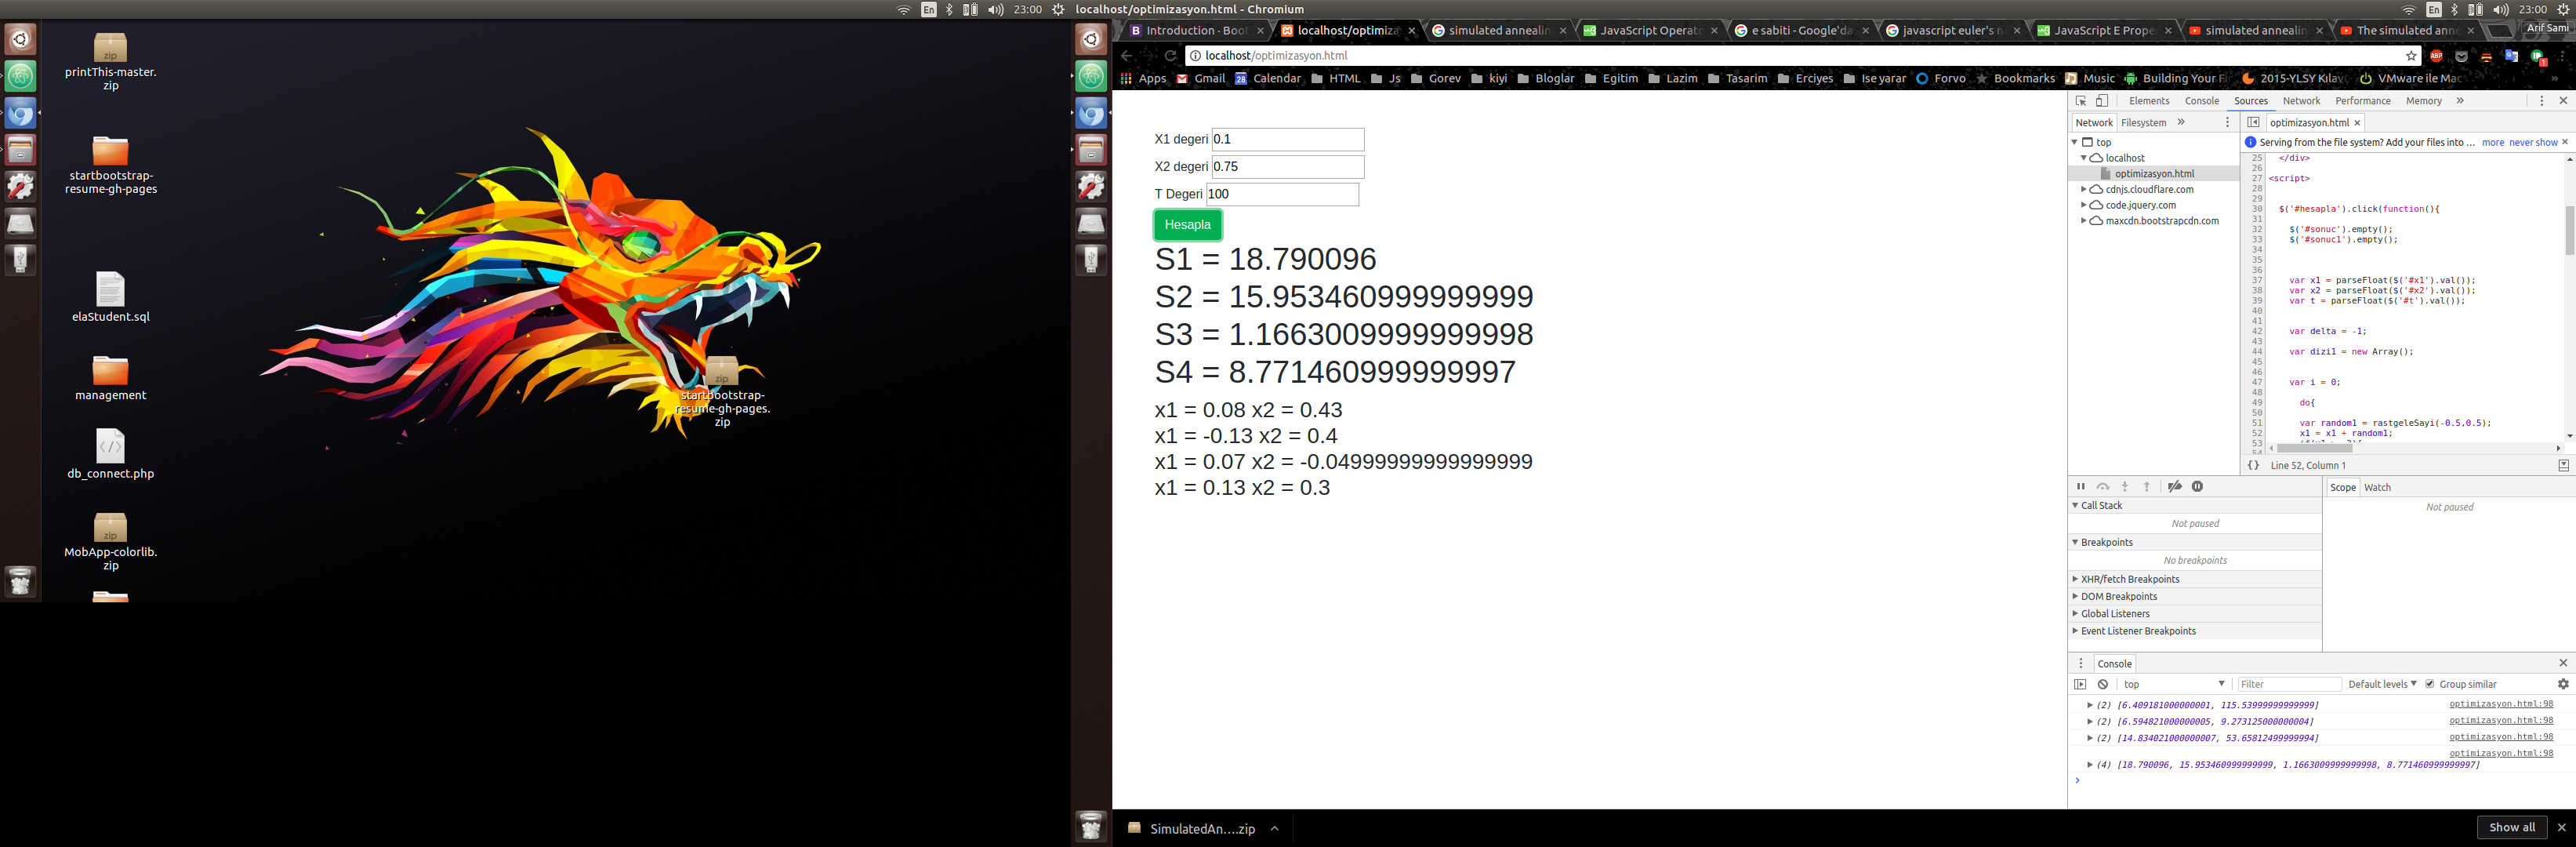 23:00
localhost/optimizasyon.html - Chromium
23:00
printThis-master.
zip
startbootstrap-
resume-gh-pages
elaStudent.sql
management
db_connect.php
MobApp-colorlib.
zip
startbootstrap-
resume-gh-pages.
zip
Introduction · Boot
localhost/optimiza
simulated annealin
JavaScript Operato
e sabiti - Google'da
javascript euler's n
JavaScript E Prope
simulated annealin
The simulated anne
Arif Sami
localhost/optimizasyon.html
Apps Gmail Calendar HTML Js Gorev kiyi Bloglar Egitim Lazim Tasarim Erciyes Ise yarar Forvo Bookmarks Music Building Your Fi 2015-YLSY Kılav VMware ile Mac
X1 degeri 0.1
X2 degeri 0.75
T Degeri 100
Hesapla
S1 = 18.790096
S2 = 15.953460999999999
S3 = 1.1663009999999998
S4 = 8.771460999999997
x1 = 0.08 x2 = 0.43
x1 = -0.13 x2 = 0.4
x1 = 0.07 x2 = -0.04999999999999999
x1 = 0.13 x2 = 0.3
Elements Console Sources Network Performance Memory
Network Filesystem
top
localhost
optimizasyon.html
cdnjs.cloudflare.com
code.jquery.com
maxcdn.bootstrapcdn.com
optimizasyon.html
Serving from the file system? Add your files into ... more never show
25 </div>
26
27 <script>
28
29
30 $('#hesapla').click(function(){
31
32 $('#sonuc').empty();
33 $('#sonuc1').empty();
34
35
36
37 var x1 = parseFloat($('#x1').val());
38 var x2 = parseFloat($('#x2').val());
39 var t = parseFloat($('#t').val());
40
41
42 var delta = -1;
43
44 var dizi1 = new Array();
45
46
47 var i = 0;
48
49 do{
50
51 var random1 = rastgeleSayi(-0.5,0.5);
52 x1 = x1 + random1;
53
54
{} Line 52, Column 1
Call Stack
Not paused
Breakpoints
No breakpoints
XHR/fetch Breakpoints
DOM Breakpoints
Global Listeners
Event Listener Breakpoints
Scope Watch
Not paused
Console
top Filter Default levels Group similar
(2) [6.409181000000001, 115.53999999999999] optimizasyon.html:98
(2) [6.594821000000005, 9.273125000000004] optimizasyon.html:98
(2) [14.834021000000007, 53.65812499999994] optimizasyon.html:98
optimizasyon.html:98
(4) [18.790096, 15.953460999999999, 1.1663009999999998, 8.771460999999997]
SimulatedAn....zip
Show all